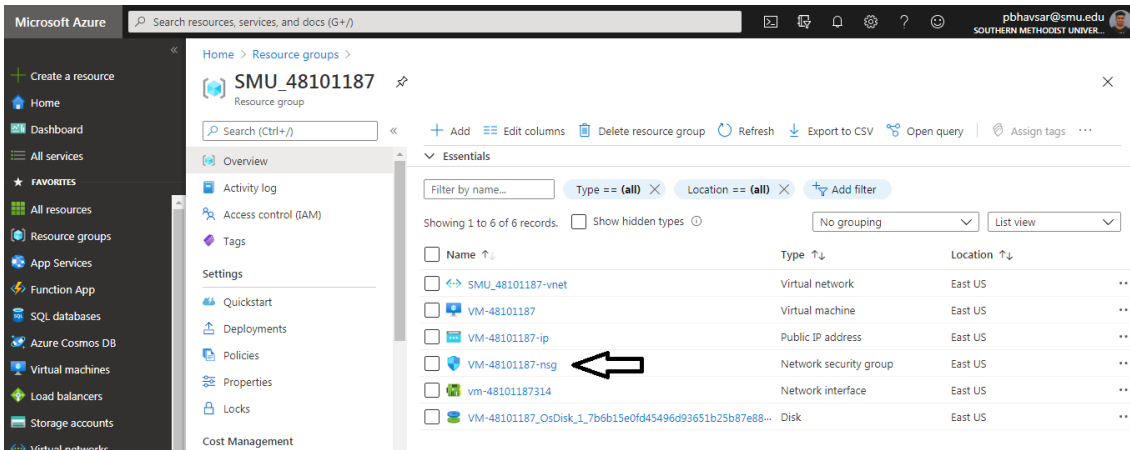 Microsoft Azure
Search resources, services, and docs (G+/)
pbhavsar@smu.edu
SOUTHERN METHODIST UNIVER...
Create a resource
Home
Dashboard
All services
FAVORITES
All resources
Resource groups
App Services
Function App
SQL databases
Azure Cosmos DB
Virtual machines
Load balancers
Storage accounts
Virtual networks
Home > Resource groups >
SMU_48101187
Resource group
Search (Ctrl+/)
Overview
Activity log
Access control (IAM)
Tags
Settings
Quickstart
Deployments
Policies
Properties
Locks
Cost Management
Add Edit columns Delete resource group Refresh Export to CSV Open query Assign tags ...
Essentials
Filter by name... Type == (all) Location == (all) Add filter
Showing 1 to 6 of 6 records. Show hidden types No grouping List view
Name Type Location
SMU_48101187-vnet Virtual network East US
VM-48101187 Virtual machine East US
VM-48101187-ip Public IP address East US
VM-48101187-nsg Network security group East US
vm-48101187314 Network interface East US
VM-48101187_OsDisk_1_7b6b15e0fd45496d93651b25b87e88... Disk East US